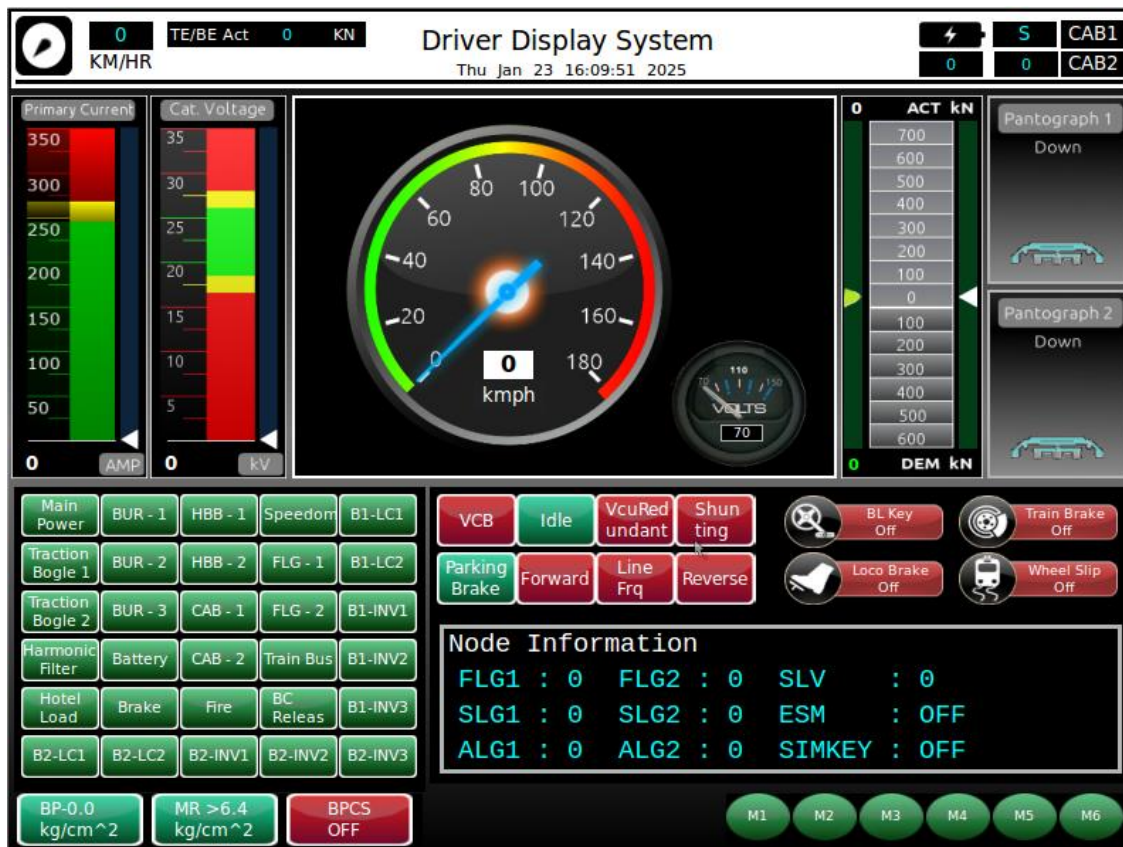 0
KM/HR
TE/BE Act 0 KN
Driver Display System
Thu Jan 23 16:09:51 2025
0
S
0
CAB1
CAB2
Primary Current
350
300
250
200
150
100
50
0
AMP
Cat. Voltage
35
30
25
20
15
10
5
0
kV
0
20
40
60
80
100
120
140
160
180
0
kmph
70
110
150
VOLTS
70
0 ACT kN
700
600
500
400
300
200
100
0
100
200
300
400
500
600
0 DEM kN
Pantograph 1
Down
Pantograph 2
Down
Main
Power
BUR - 1
HBB - 1
Speedom
B1-LC1
Traction
Bogle 1
BUR - 2
HBB - 2
FLG - 1
B1-LC2
Traction
Bogle 2
BUR - 3
CAB - 1
FLG - 2
B1-INV1
Harmonic
Filter
Battery
CAB - 2
Train Bus
B1-INV2
Hotel
Load
Brake
Fire
BC
Releas
B1-INV3
B2-LC1
B2-LC2
B2-INV1
B2-INV2
B2-INV3
BP-0.0
kg/cm^2
MR >6.4
kg/cm^2
BPCS
OFF
VCB
Idle
VcuRed
undant
Shun
ting
Parking
Brake
Forward
Line
Frq
Reverse
BL Key
Off
Train Brake
Off
Loco Brake
Off
Wheel Slip
Off
Node Information
FLG1 : 0 FLG2 : 0 SLV : 0
SLG1 : 0 SLG2 : 0 ESM : OFF
ALG1 : 0 ALG2 : 0 SIMKEY : OFF
M1
M2
M3
M4
M5
M6